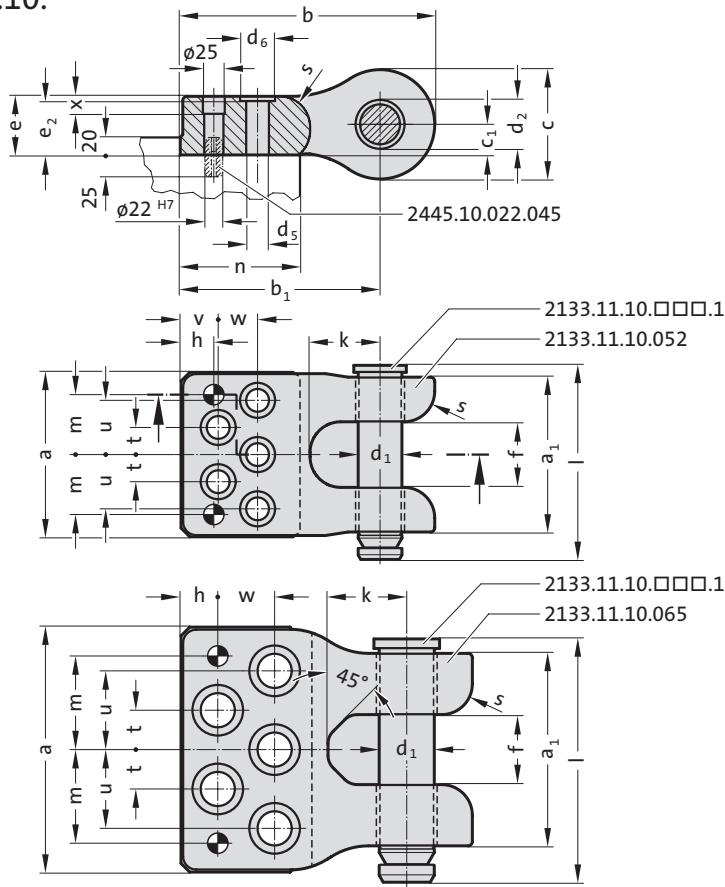 .10.
b
ø25
d6
s
x
e
e2
20
25
c1
d2
c
ø22 H7
2445.10.022.045
d5
n
b1
2133.11.10.□□□.1
v
w
k
2133.11.10.052
h
s
m
u
t
a
t
m
u
d1
f
a1
l
2133.11.10.□□□.1
h
w
k
2133.11.10.065
45°
s
m
u
t
a
t
m
u
d1
f
a1
l